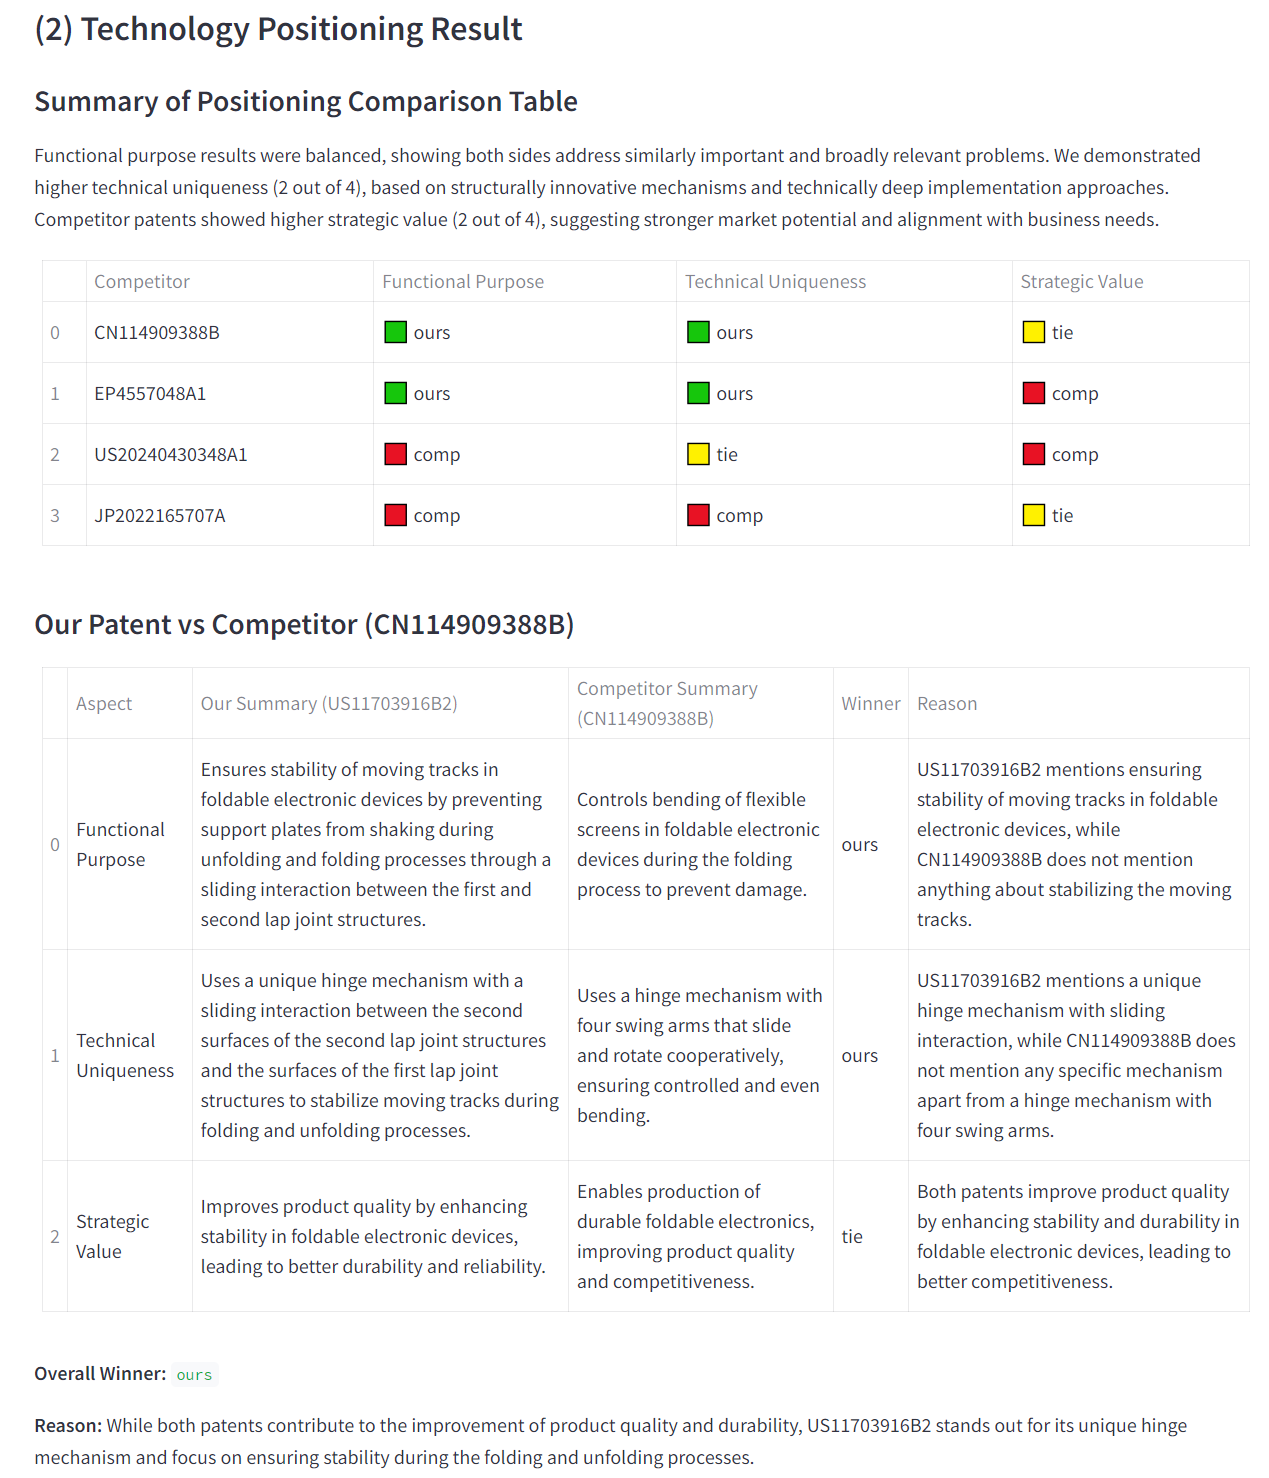 (2) Technology Positioning Result
Summary of Positioning Comparison Table
Functional purpose results were balanced, showing both sides address similarly important and broadly relevant problems. We demonstrated
higher technical uniqueness (2 out of 4), based on structurally innovative mechanisms and technically deep implementation approaches.
Competitor patents showed higher strategic value (2 out of 4), suggesting stronger market potential and alignment with business needs.
Competitor Functional Purpose Technical Uniqueness Strategic Value
0 CN114909388B ours ours tie
1 EP4557048A1 ours ours comp
2 US20240430348A1 comp tie comp
3 JP2022165707A comp comp tie
Our Patent vs Competitor (CN114909388B)
Aspect
Our Summary (US11703916B2)
Competitor Summary
(CN114909388B)
Winner
Reason
0
Functional
Purpose
Ensures stability of moving tracks in
foldable electronic devices by preventing
support plates from shaking during
unfolding and folding processes through a
sliding interaction between the first and
second lap joint structures.
Controls bending of flexible
screens in foldable electronic
devices during the folding
process to prevent damage.
ours
US11703916B2 mentions ensuring
stability of moving tracks in foldable
electronic devices, while
CN114909388B does not mention
anything about stabilizing the moving
tracks.
1
Technical
Uniqueness
Uses a unique hinge mechanism with a
sliding interaction between the second
surfaces of the second lap joint structures
and the surfaces of the first lap joint
structures to stabilize moving tracks during
folding and unfolding processes.
Uses a hinge mechanism with
four swing arms that slide
and rotate cooperatively,
ensuring controlled and even
bending.
ours
US11703916B2 mentions a unique
hinge mechanism with sliding
interaction, while CN114909388B does
not mention any specific mechanism
apart from a hinge mechanism with
four swing arms.
2
Strategic
Value
Improves product quality by enhancing
stability in foldable electronic devices,
leading to better durability and reliability.
Enables production of
durable foldable electronics,
improving product quality
and competitiveness.
tie
Both patents improve product quality
by enhancing stability and durability in
foldable electronic devices, leading to
better competitiveness.
Overall Winner: ours
Reason: While both patents contribute to the improvement of product quality and durability, US11703916B2 stands out for its unique hinge
mechanism and focus on ensuring stability during the folding and unfolding processes.